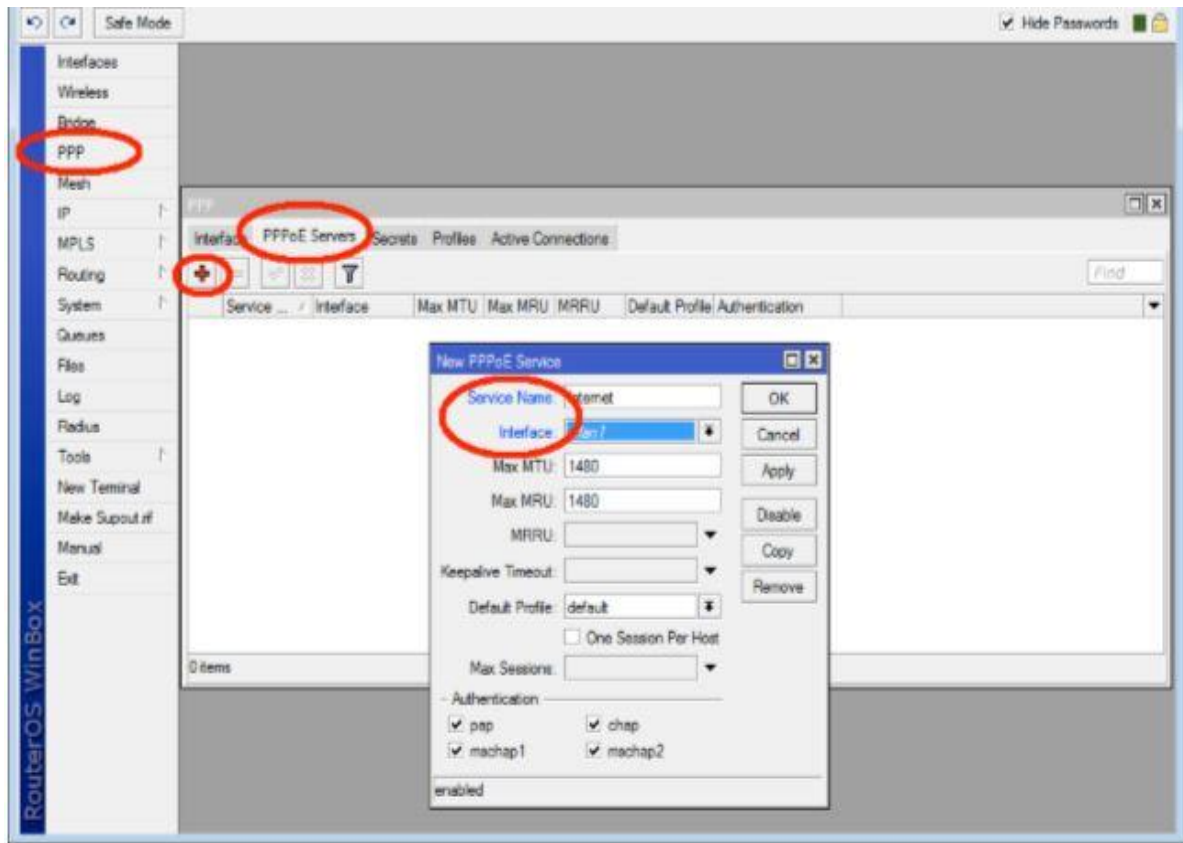 Safe Mode
Hide Passwords
Interfaces
Wireless
Bridge
PPP
Mesh
IP
MPLS
Routing
System
Queues
Files
Log
Radius
Tools
New Terminal
Make Supout.rif
Manual
Exit
RouterOS WinBox
PPP
Interface PPPoE Servers Secrets Profiles Active Connections
Find
Service ... Interface Max MTU Max MRU MRRU Default Profile Authentication
0 items
New PPPoE Service
Service Name: internet
Interface:
Max MTU: 1480
Max MRU: 1480
MRRU:
Keepalive Timeout:
Default Profile: default
One Session Per Host
Max Sessions:
Authentication
pap chap
mschap1 mschap2
enabled
OK
Cancel
Apply
Disable
Copy
Remove